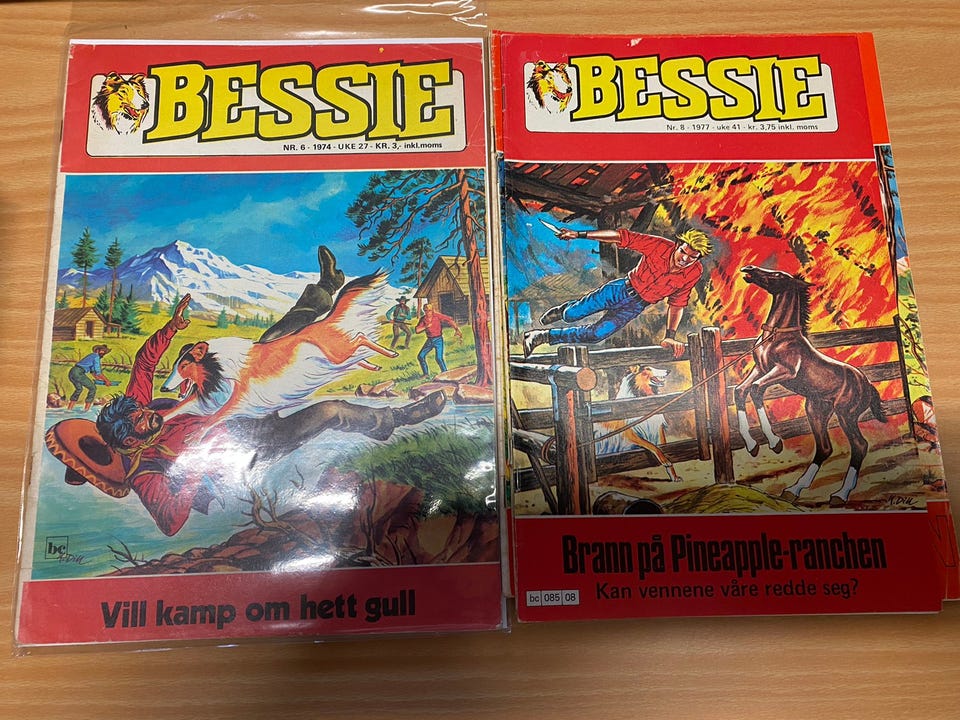 BESSIE
NR. 6 - 1974 - UKE 27 - KR. 3,- inkl.moms
bc
Vill kamp om hett gull
BESSIE
Nr. 8 - 1977 - uke 41 - kr. 3,75 inkl. moms
K. Dill
Brann på Pineapple-ranchen
Kan vennene våre redde seg?
bc 085 08